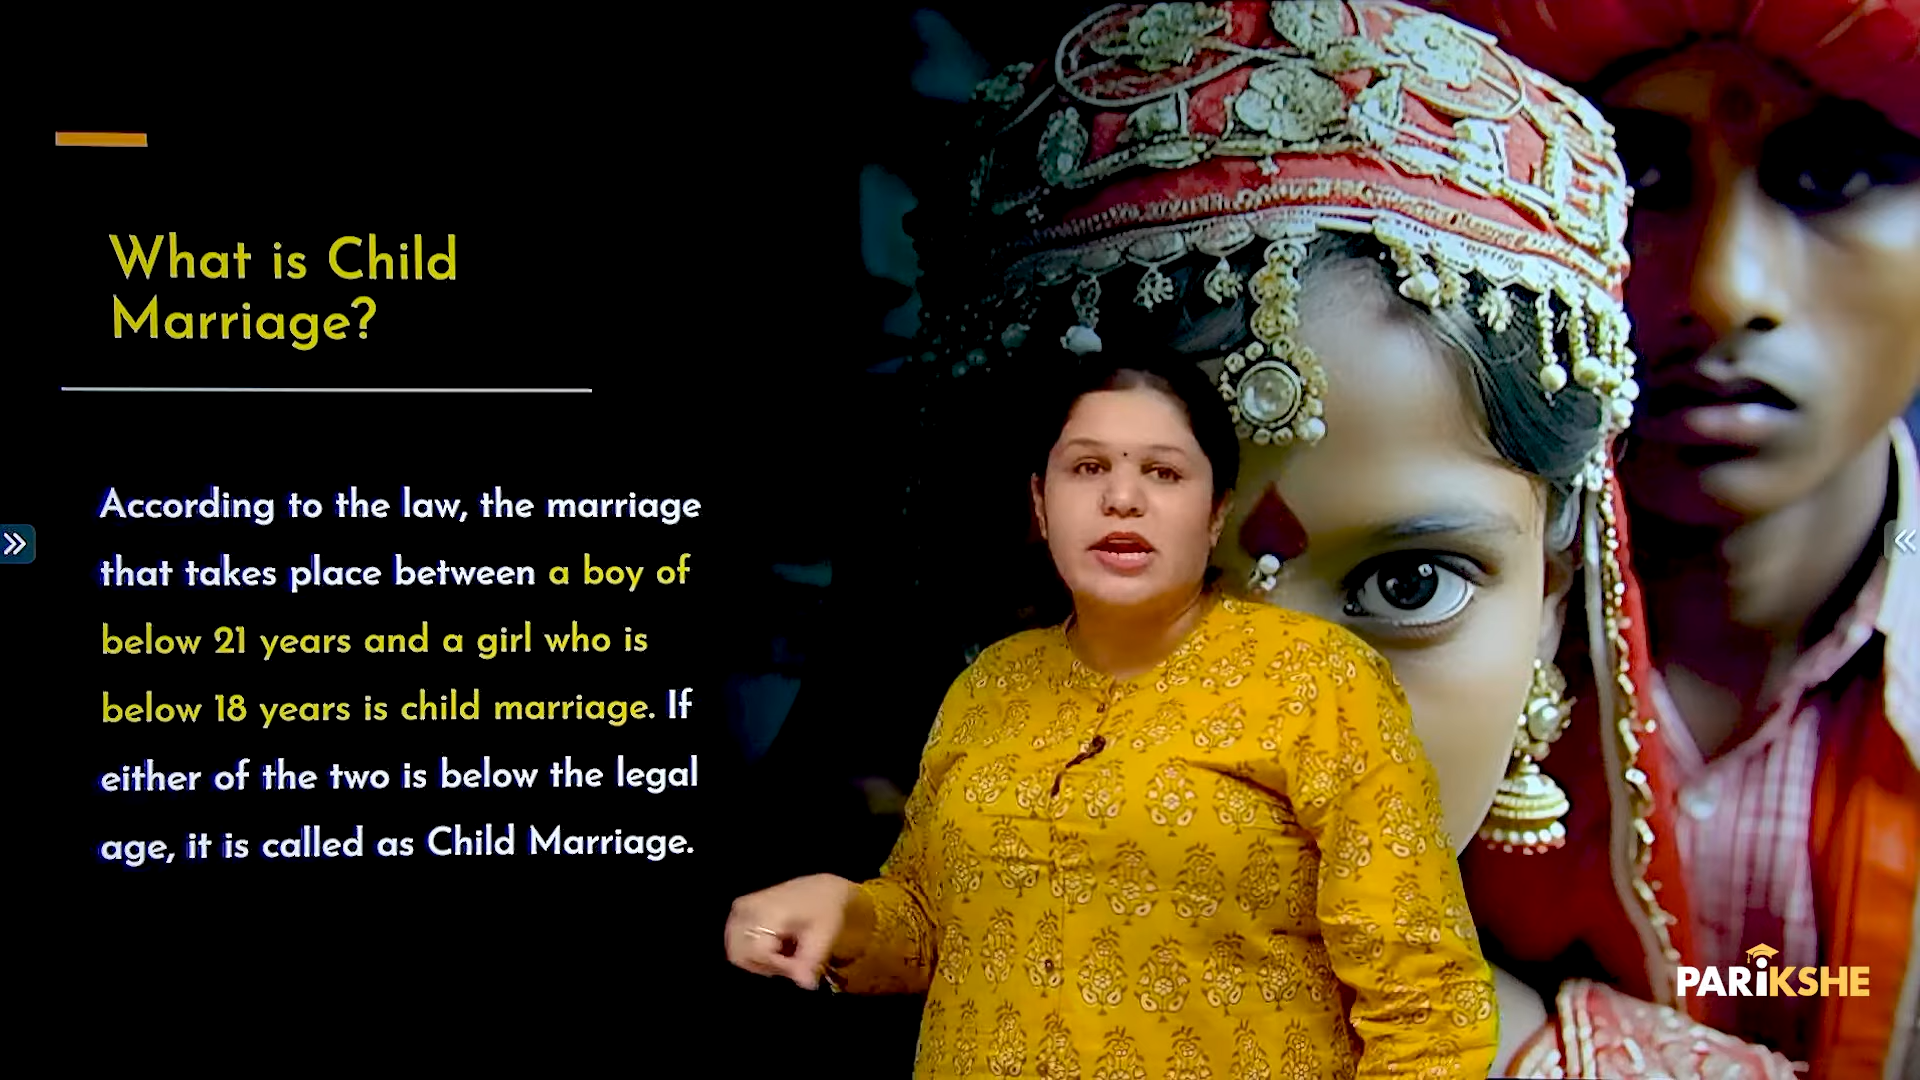 What is Child
Marriage?
According to the law, the marriage
that takes place between a boy of
below 21 years and a girl who is
below 18 years is child marriage. If
either of the two is below the legal
age, it is called as Child Marriage.
PARIKSHE